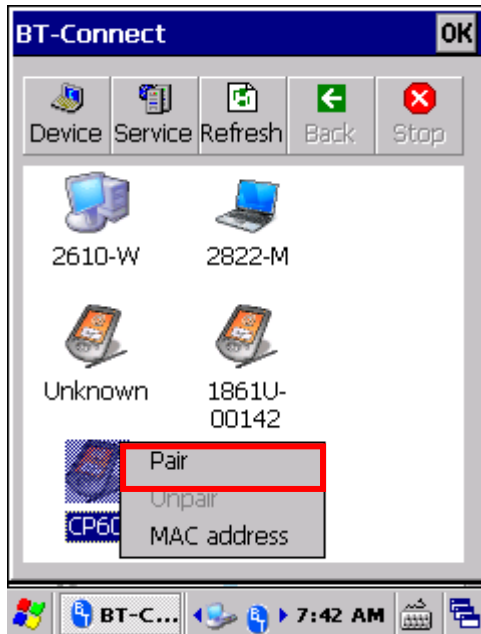 BT-Connect OK
Device Service Refresh Back Stop
2610-W 2822-M
Unknown 1861U-
00142
Pair
Unpair
MAC address
BT-C... 7:42 AM